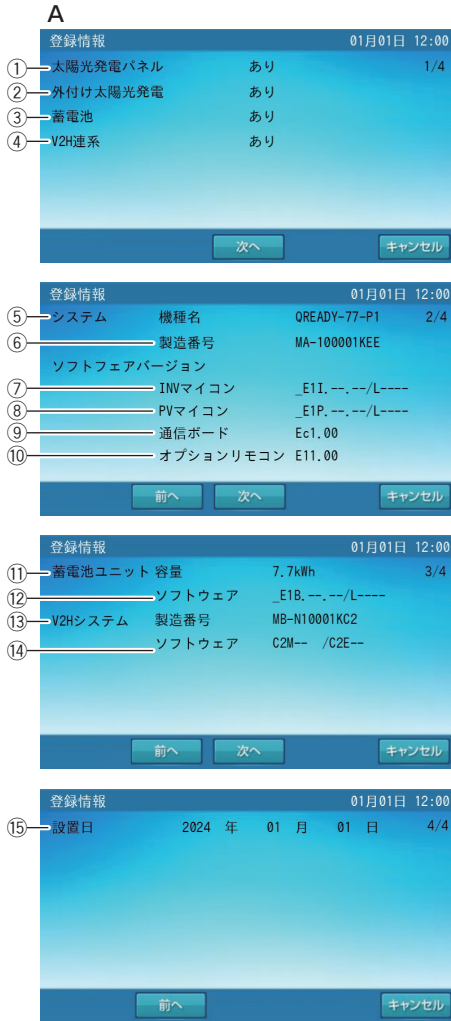 A
登録情報 01月01日 12:00
① 太陽光発電パネル あり 1/4
② 外付け太陽光発電 あり
③ 蓄電池 あり
④ V2H連系 あり
次へ キャンセル
登録情報 01月01日 12:00
⑤ システム 機種名 QREADY-77-P1 2/4
⑥ 製造番号 MA-100001KEE
ソフトフェアバージョン
⑦ INVマイコン _E1I.--.--/L----
⑧ PVマイコン _E1P.--.--/L----
⑨ 通信ボード Ec1.00
⑩ オプションリモコン E11.00
前へ 次へ キャンセル
登録情報 01月01日 12:00
⑪ 蓄電池ユニット 容量 7.7kWh 3/4
⑫ ソフトウェア _E1B.--.--/L----
⑬ V2Hシステム 製造番号 MB-N10001KC2
⑭ ソフトウェア C2M-- /C2E--
前へ 次へ キャンセル
登録情報 01月01日 12:00
⑮ 設置日 2024 年 01 月 01 日 4/4
前へ キャンセル